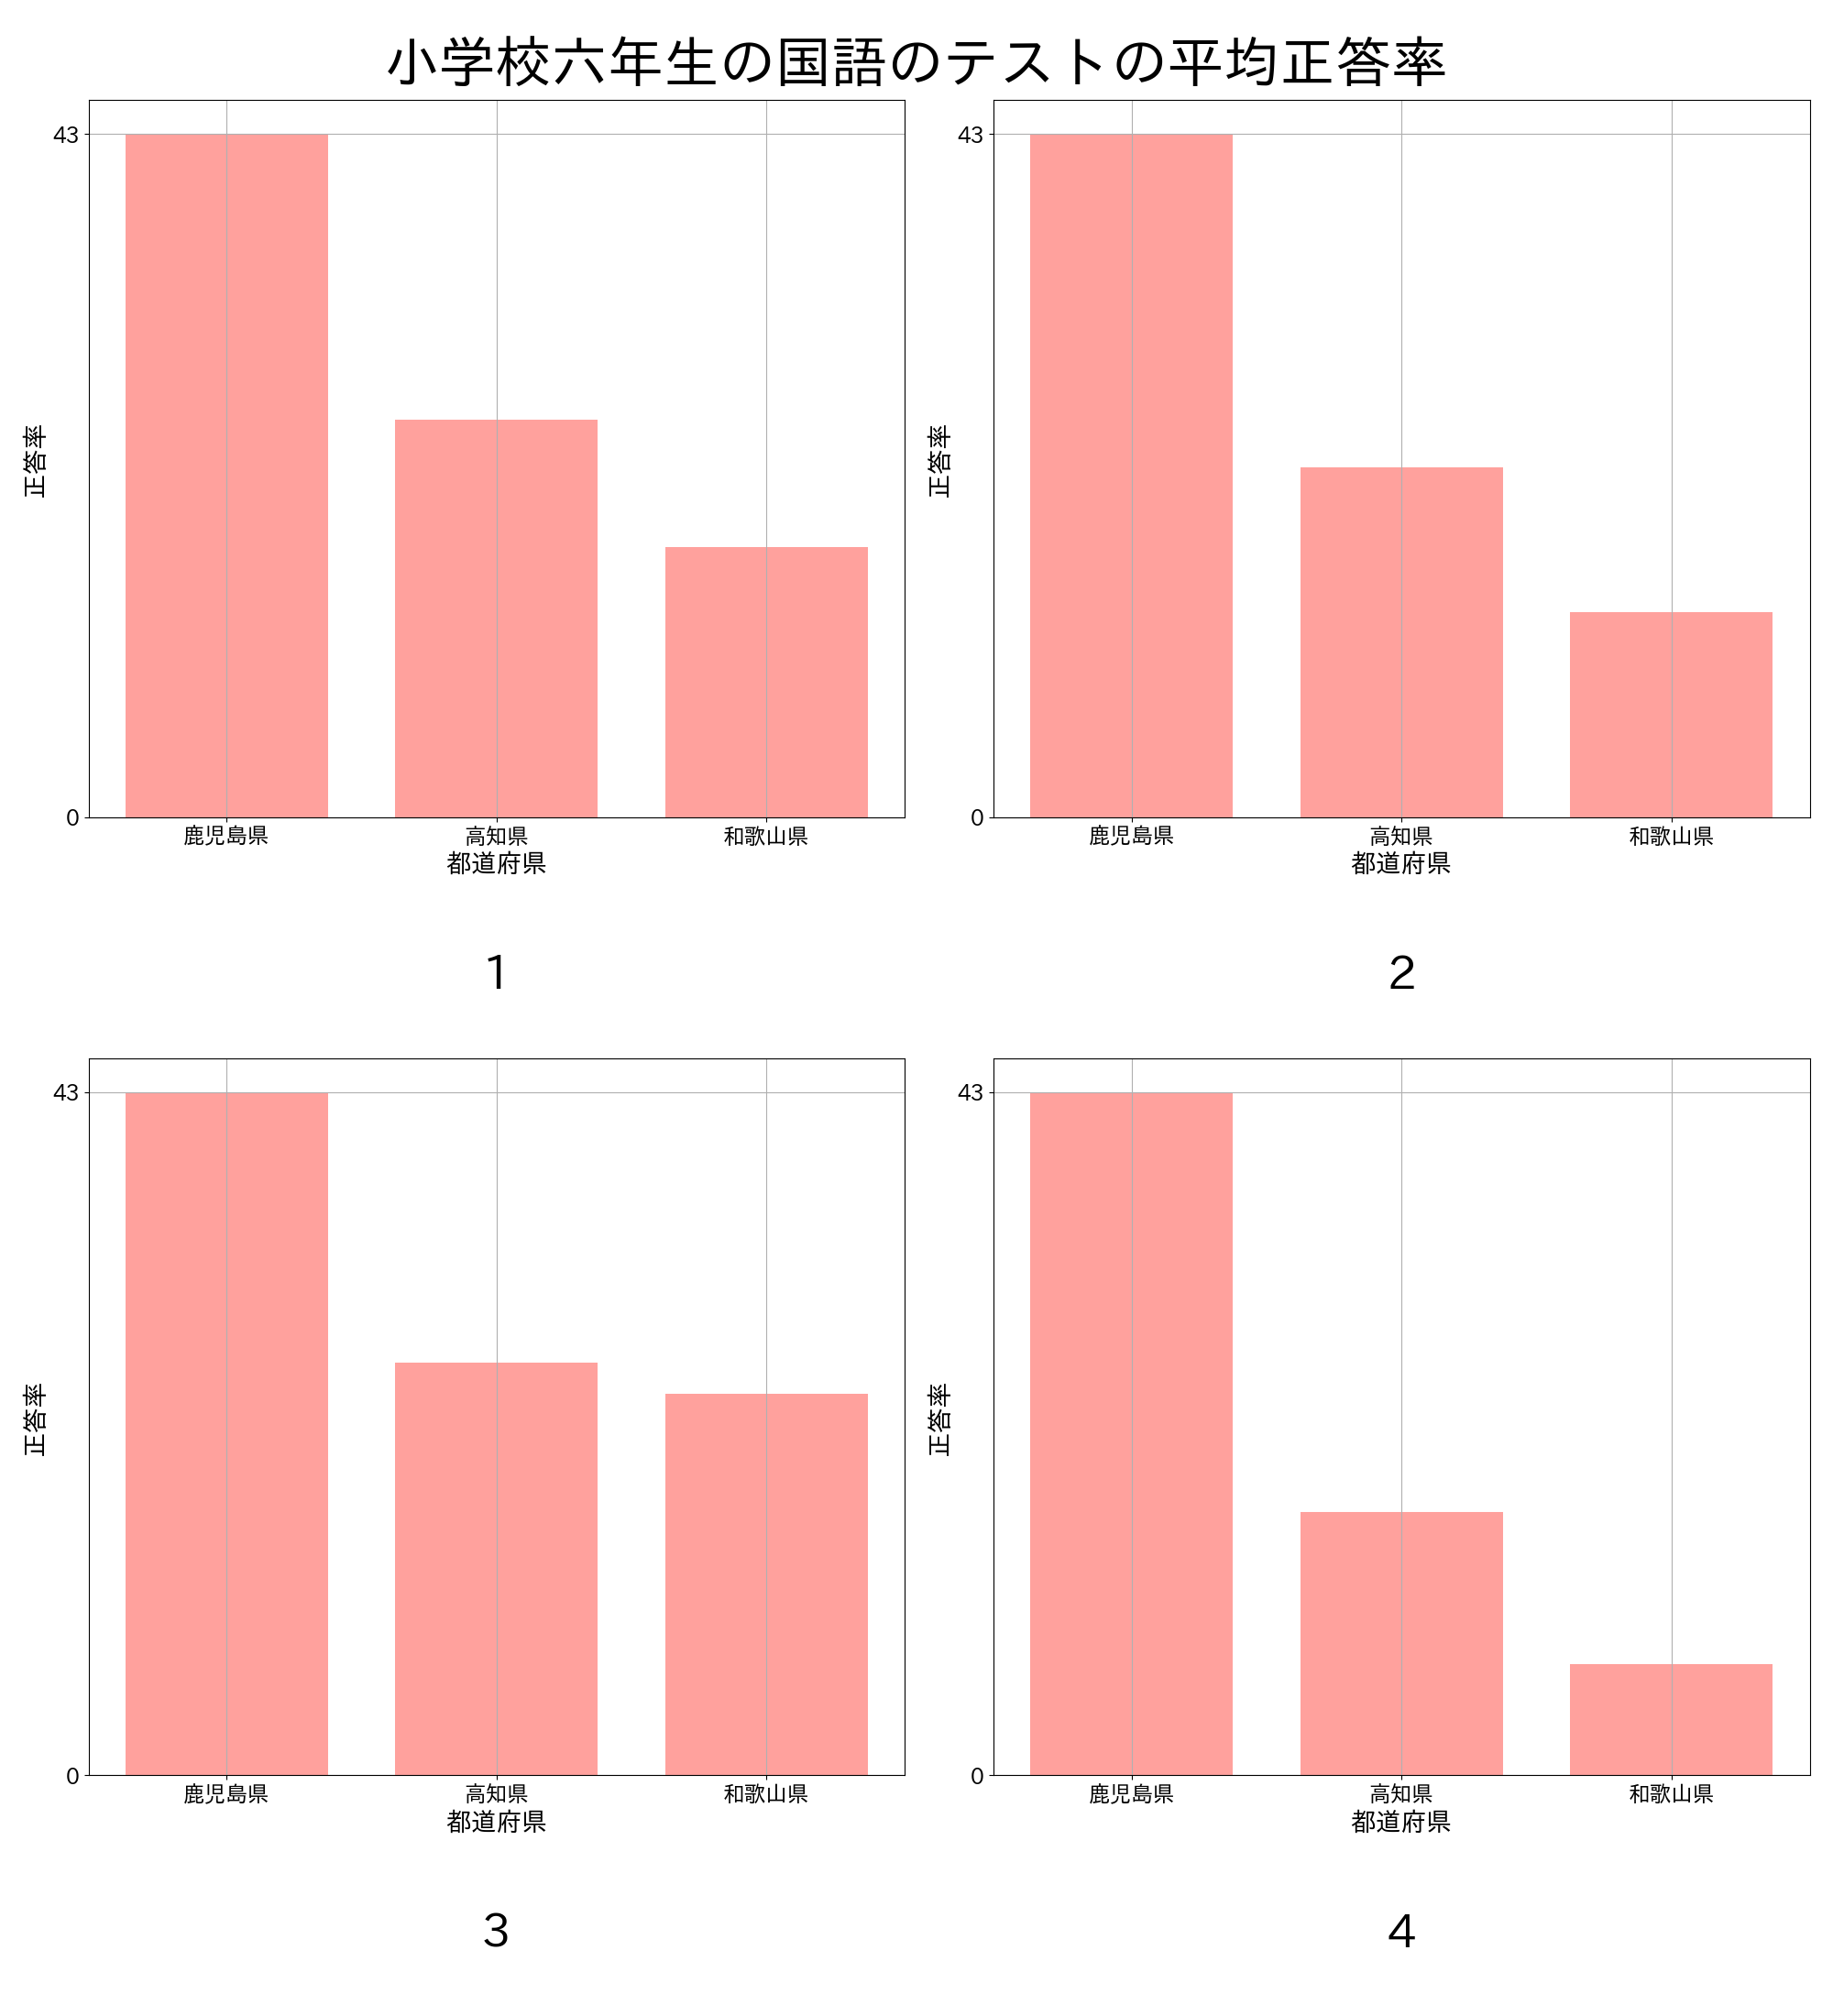 小学校六年生の国語のテストの平均正答率
43
0
正答率
鹿児島県 高知県 和歌山県
都道府県
1
43
0
正答率
鹿児島県 高知県 和歌山県
都道府県
2
43
0
正答率
鹿児島県 高知県 和歌山県
都道府県
3
43
0
正答率
鹿児島県 高知県 和歌山県
都道府県
4